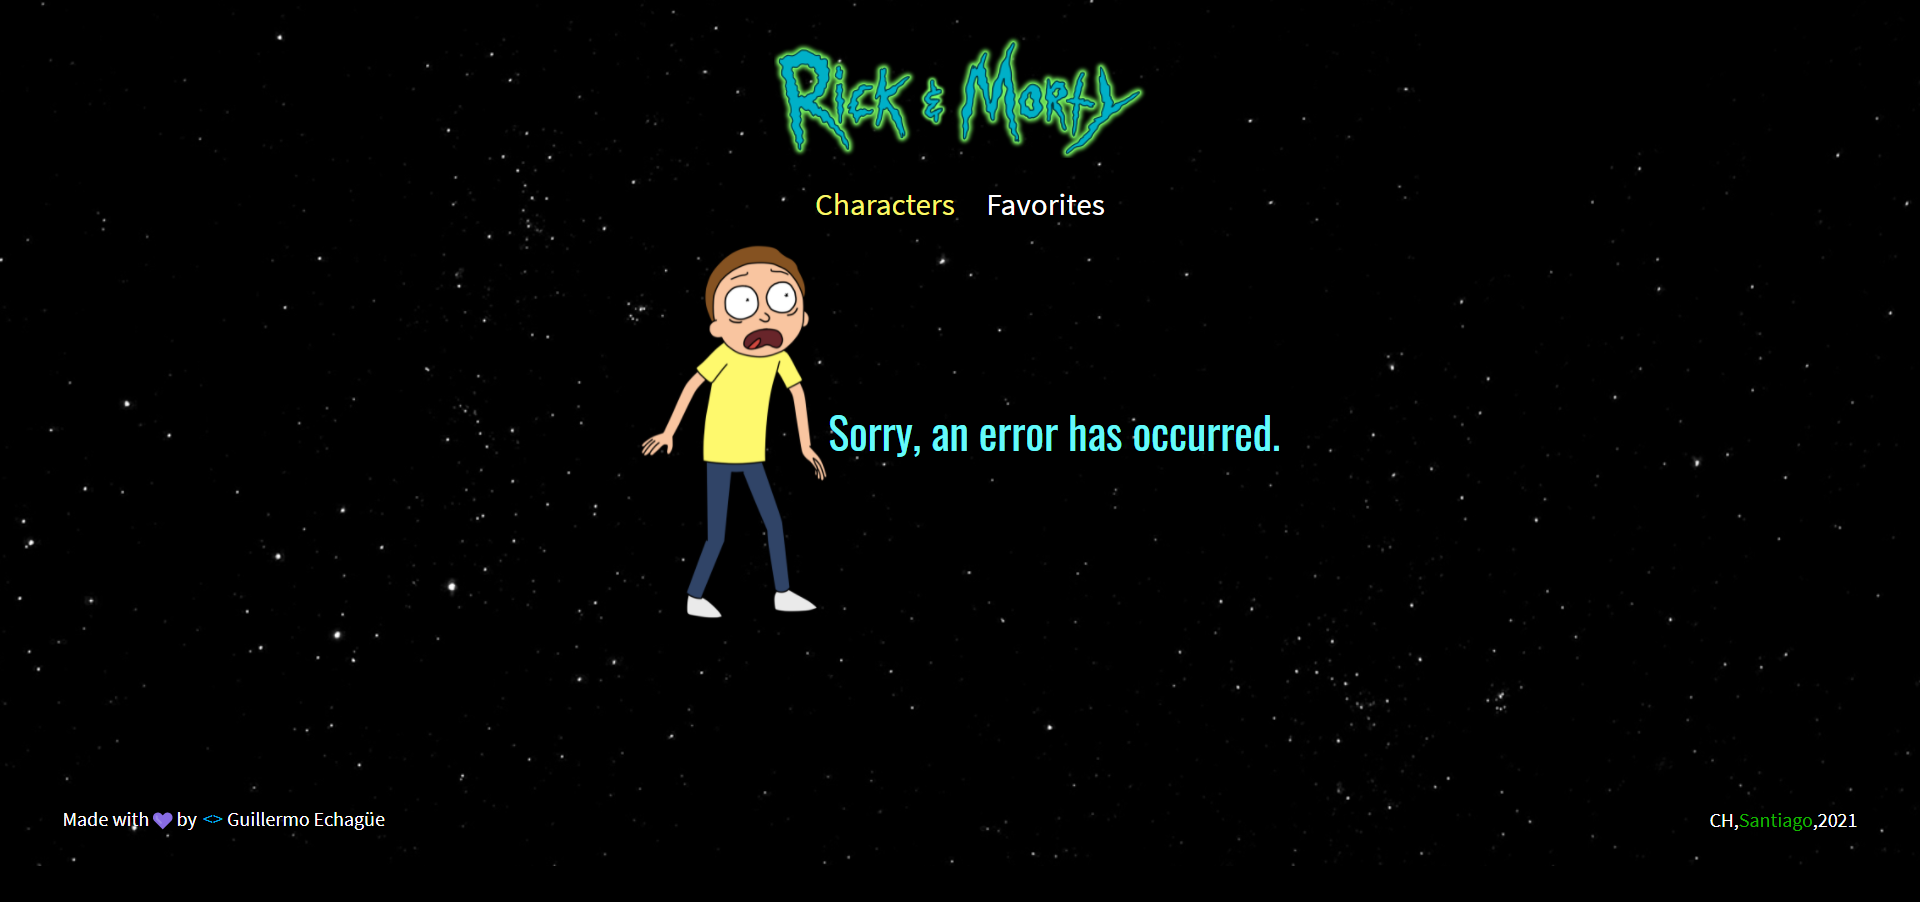 Rick & Morty
Characters Favorites
Sorry, an error has occurred.
Made with 💜 by <> Guillermo Echagüe
CH,Santiago,2021